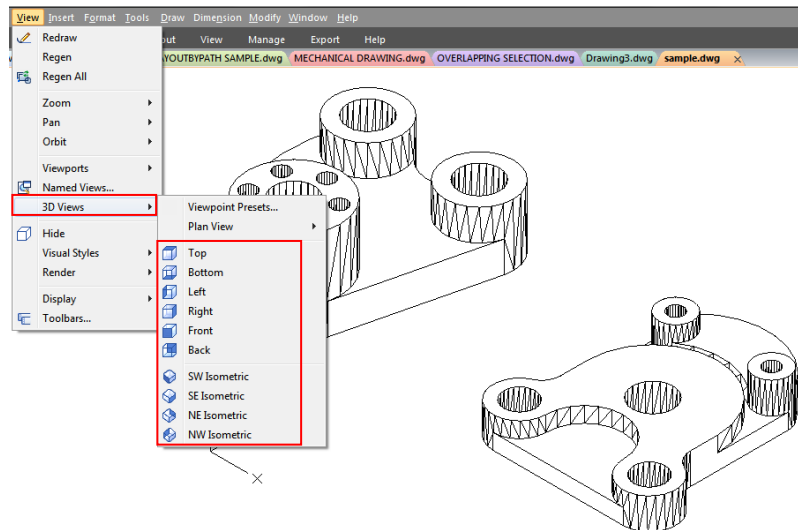 View Insert Format Tools Draw Dimension Modify Window Help
out View Manage Export Help
AYOUTBYPATH SAMPLE.dwg MECHANICAL DRAWING.dwg OVERLAPPING SELECTION.dwg Drawing3.dwg sample.dwg ×
Redraw
Regen
Regen All
Zoom
Pan
Orbit
Viewports
Named Views...
3D Views
Hide
Visual Styles
Render
Display
Toolbars...
Viewpoint Presets...
Plan View
Top
Bottom
Left
Right
Front
Back
SW Isometric
SE Isometric
NE Isometric
NW Isometric
X